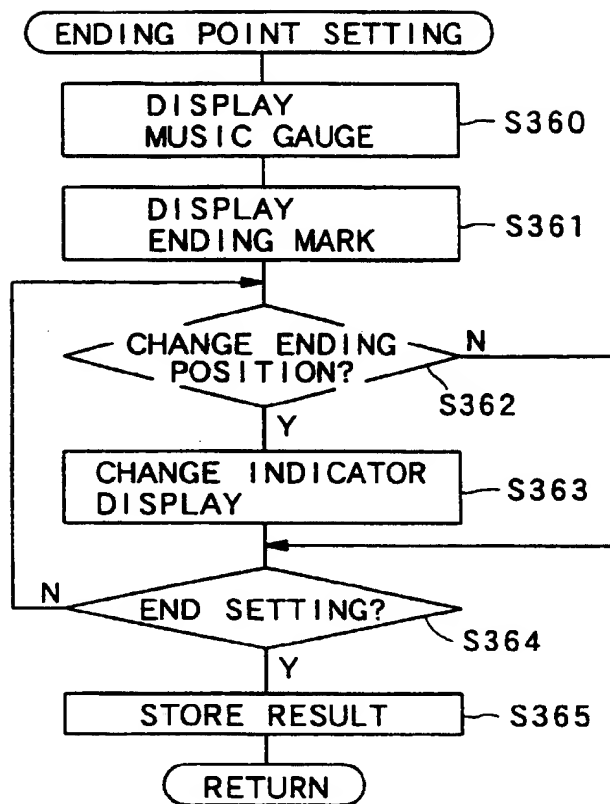 ENDING POINT SETTING
DISPLAY
MUSIC GAUGE
S360
DISPLAY
ENDING MARK
S361
CHANGE ENDING
POSITION?
N
S362
Y
CHANGE INDICATOR
DISPLAY
S363
N
END SETTING?
S364
Y
STORE RESULT
S365
RETURN